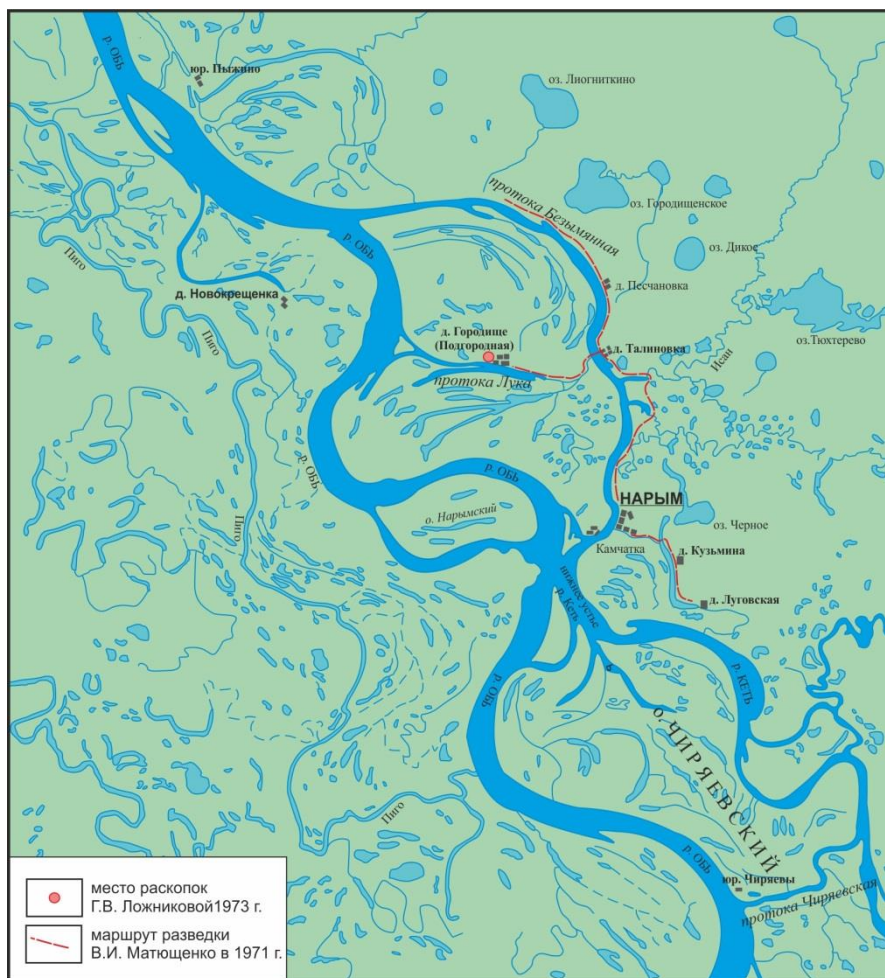 р. ОБЬ
юр. Пыжино
оз. Лиогниткино
протока Безымянная
оз. Городищенское
оз. Дикое
Пиго
р. ОБЬ
д. Новокрещенка
д. Песчановка
Пиго
д. Городище
(Подгородная)
д. Талиновка
оз.Тюхтерево
Исан
протока Лука
р. ОБЬ
р. ОБЬ
НАРЫМ
о. Нарымский
Пиго
оз. Черное
Камчатка
д. Кузьмина
нижнее устье
р. Кеть
д. Луговская
р. ОБЬ
р. КЕТЬ
о. ЧИРЯЕВСКИЙ
Пиго
р. ОБЬ
юр. Чиряевы
протока Чиряевская
место раскопок
Г.В. Ложниковой1973 г.
маршрут разведки
В.И. Матющенко в 1971 г.